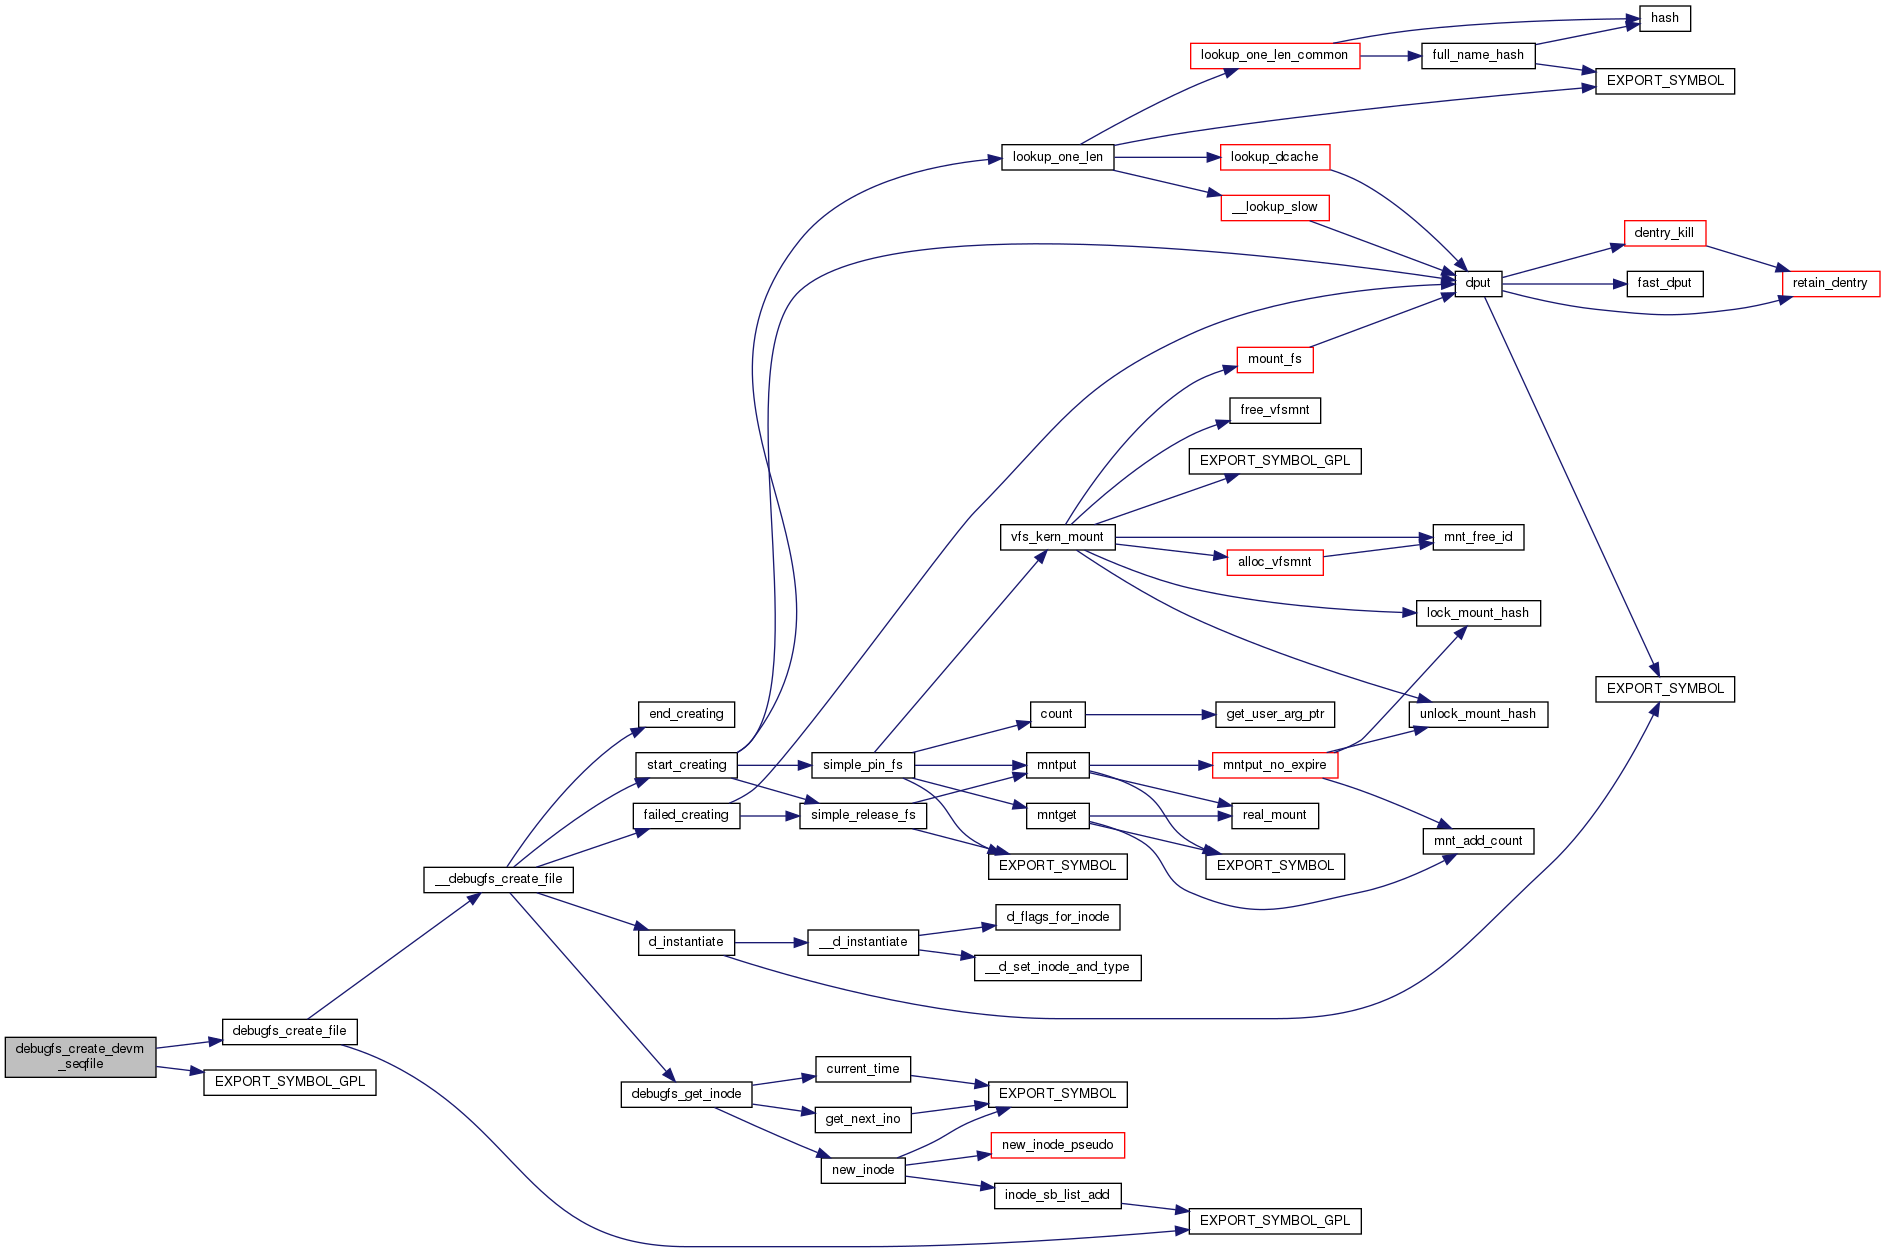 hash
lookup_one_len_common
full_name_hash
EXPORT_SYMBOL
lookup_one_len
lookup_dcache
__lookup_slow
dentry_kill
dput
fast_dput
retain_dentry
mount_fs
free_vfsmnt
EXPORT_SYMBOL_GPL
vfs_kern_mount
mnt_free_id
alloc_vfsmnt
lock_mount_hash
EXPORT_SYMBOL
end_creating
count
get_user_arg_ptr
unlock_mount_hash
start_creating
simple_pin_fs
mntput
mntput_no_expire
failed_creating
simple_release_fs
mntget
real_mount
mnt_add_count
EXPORT_SYMBOL
EXPORT_SYMBOL
__debugfs_create_file
d_flags_for_inode
d_instantiate
__d_instantiate
__d_set_inode_and_type
debugfs_create_file
debugfs_create_devm
_seqfile
EXPORT_SYMBOL_GPL
current_time
debugfs_get_inode
EXPORT_SYMBOL
get_next_ino
new_inode_pseudo
new_inode
inode_sb_list_add
EXPORT_SYMBOL_GPL